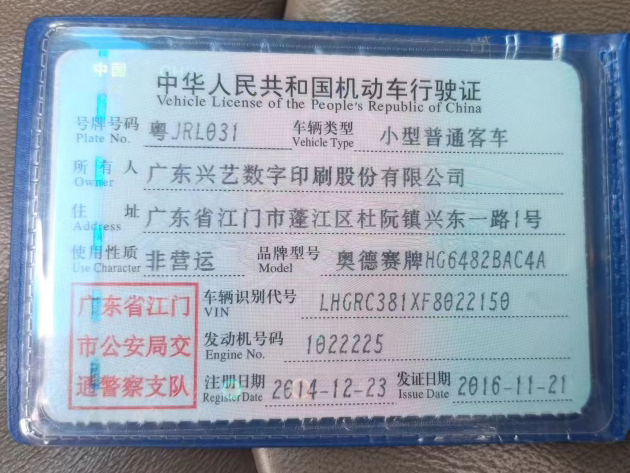 中国
中华人民共和国机动车行驶证
Vehicle License of the People's Republic of China
号牌号码 粤JRL031 车辆类型 小型普通客车
Plate No. Vehicle Type
所有人 广东兴艺数字印刷股份有限公司
Owner
住址 广东省江门市蓬江区杜阮镇兴东一路1号
Address
使用性质 非营运 品牌型号 奥德赛牌HG6482BAC4A
Use Character Model
广东省江门
市公安局交
通警察支队
车辆识别代号 LHGRC381XF8022150
VIN
发动机号码 1022225
Engine No.
注册日期 2014-12-23 发证日期 2016-11-21
Register Date Issue Date